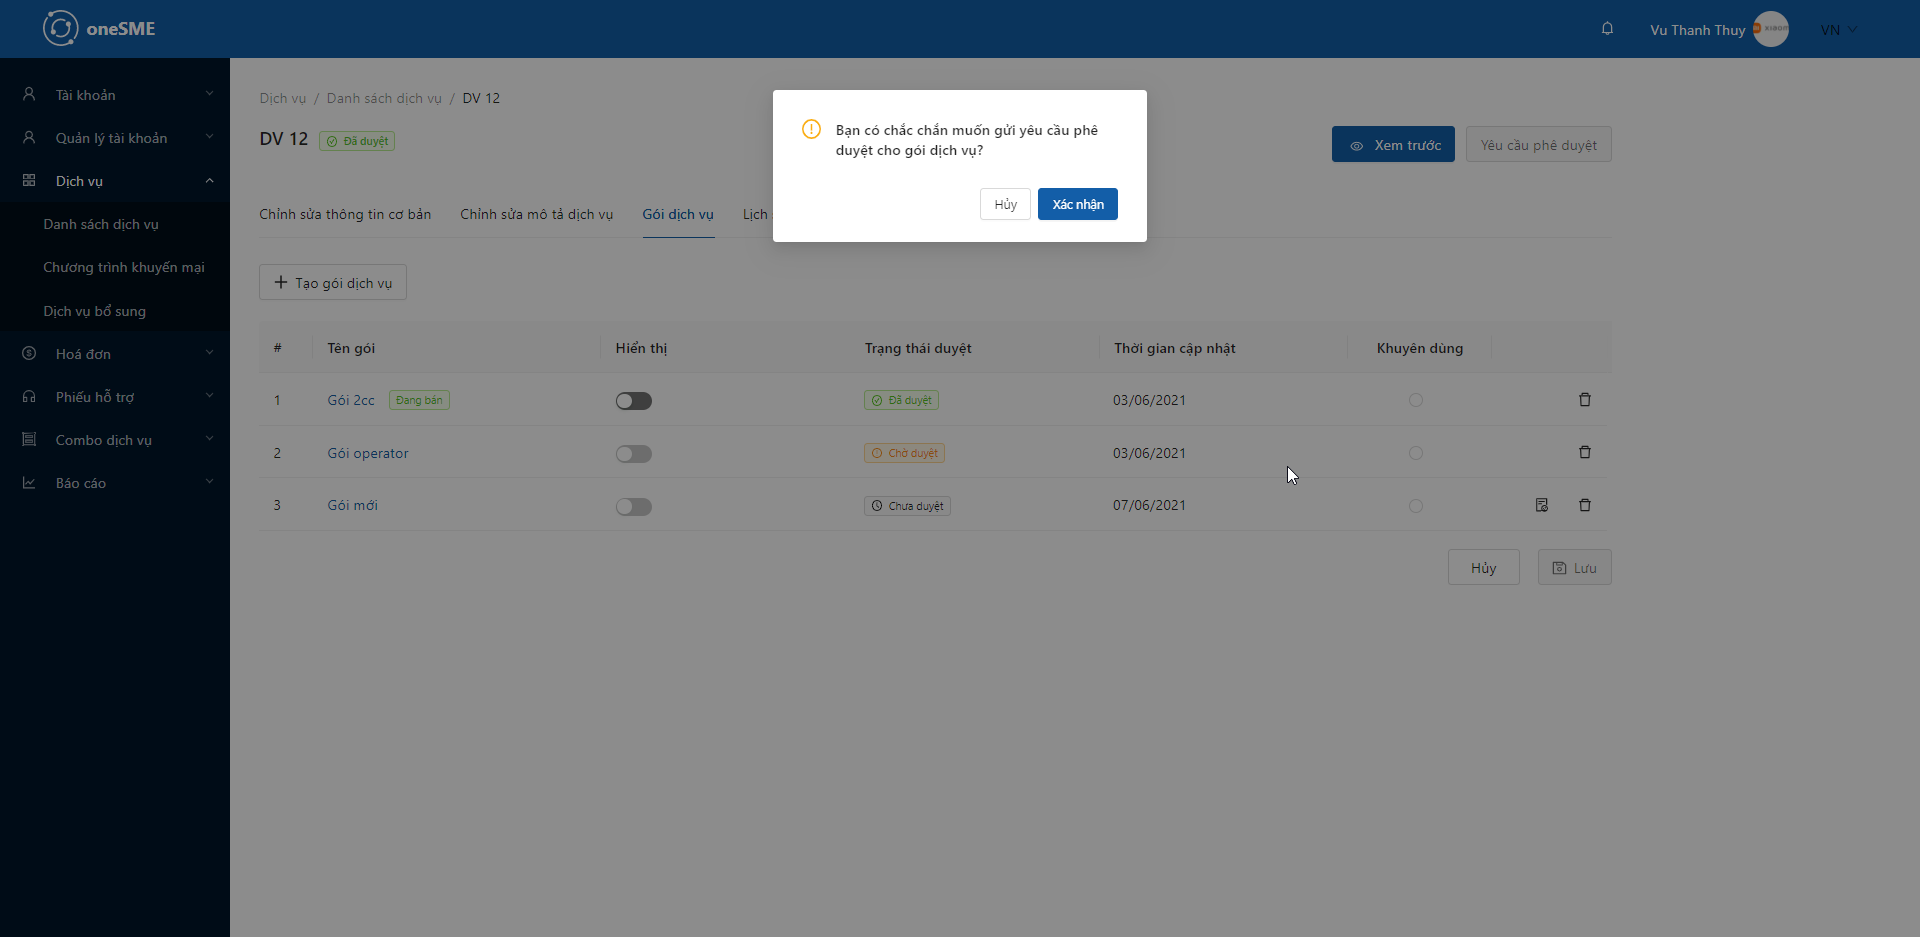 oneSME
Vu Thanh Thuy
VN
Tài khoản
Quản lý tài khoản
Dịch vụ
Danh sách dịch vụ
Chương trình khuyến mại
Dịch vụ bổ sung
Hoá đơn
Phiếu hỗ trợ
Combo dịch vụ
Báo cáo
Dịch vụ / Danh sách dịch vụ / DV 12
DV 12 Đã duyệt
Xem trước Yêu cầu phê duyệt
Bạn có chắc chắn muốn gửi yêu cầu phê
duyệt cho gói dịch vụ?
Hủy Xác nhận
Chỉnh sửa thông tin cơ bản Chỉnh sửa mô tả dịch vụ Gói dịch vụ Lịch
Tạo gói dịch vụ
# Tên gói Hiển thị Trạng thái duyệt Thời gian cập nhật Khuyên dùng
1 Gói 2cc Đang bán Đã duyệt 03/06/2021
2 Gói operator Chờ duyệt 03/06/2021
3 Gói mới Chưa duyệt 07/06/2021
Hủy Lưu